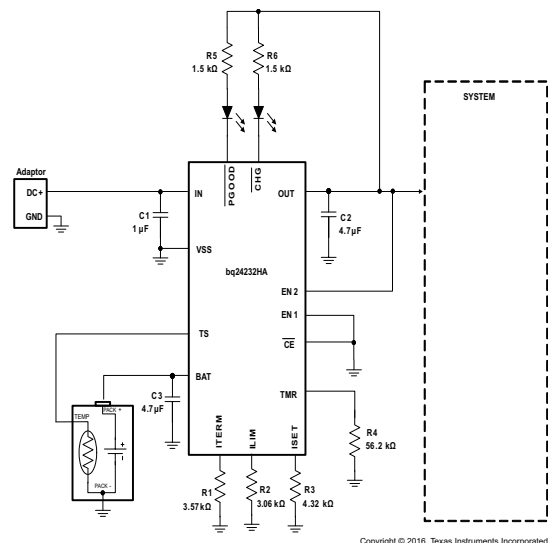 R5
1.5 kΩ
R6
1.5 kΩ
SYSTEM
Adaptor
DC+
GND
IN
PGOOD
CHG
OUT
C1
1 µF
C2
4.7µF
VSS
bq24232HA
EN 2
EN 1
TS
CE
BAT
TMR
C3
4.7µF
PACK +
TEMP
PACK -
ITERM
ILIM
ISET
R4
56.2 kΩ
R1
3.57kΩ
R2
3.06 kΩ
R3
4.32 kΩ
Copyright © 2016, Texas Instruments Incorporated